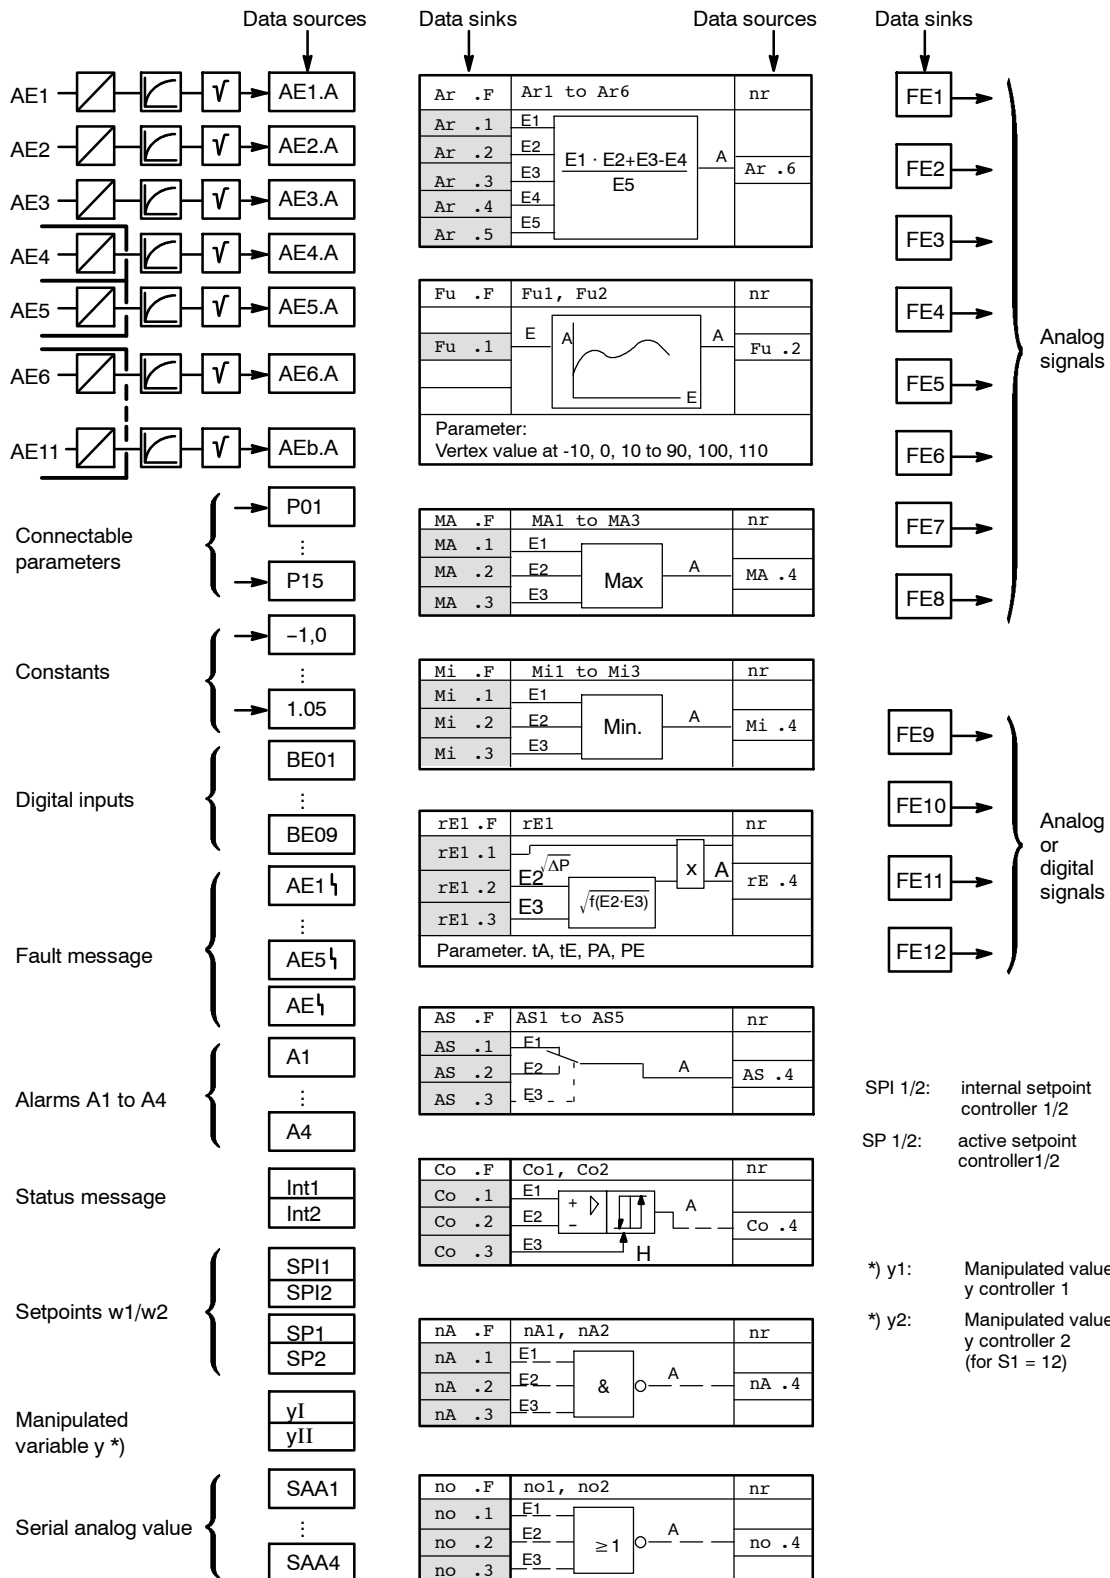 Data sources
Data sinks
Data sources
Data sinks
AE1
√
AE1.A
AE2
√
AE2.A
AE3
√
AE3.A
AE4
√
AE4.A
AE5
√
AE5.A
AE6
√
AE6.A
AE11
√
AEb.A
Connectable
parameters
P01
⋮
P15
Constants
−1,0
⋮
1.05
Digital inputs
BE01
⋮
BE09
Fault message
AE1
⋮
AE5
AE
Alarms A1 to A4
A1
⋮
A4
Status message
Int1
Int2
Setpoints w1/w2
SPI1
SPI2
SP1
SP2
Manipulated
variable y *)
yI
yII
Serial analog value
SAA1
⋮
SAA4
Ar .F Ar1 to Ar6 nr
Ar .1 E1
Ar .2 E2
Ar .3 E3
Ar .4 E4
Ar .5 E5
E1 · E2+E3-E4
E5
A
Ar .6
Fu .F Fu1, Fu2 nr
Fu .1 E A E A Fu .2
Parameter:
Vertex value at -10, 0, 10 to 90, 100, 110
MA .F MA1 to MA3 nr
MA .1 E1
MA .2 E2 Max A MA .4
MA .3 E3
Mi .F Mi1 to Mi3 nr
Mi .1 E1
Mi .2 E2 Min. A Mi .4
Mi .3 E3
rE1 .F rE1 nr
rE1 .1 √ΔP
rE1 .2 E2 x A rE .4
rE1 .3 E3 √f(E2·E3)
Parameter. tA, tE, PA, PE
AS .F AS1 to AS5 nr
AS .1 E1
AS .2 E2 A AS .4
AS .3 E3
Co .F Co1, Co2 nr
Co .1 E1 + A
Co .2 E2 − Co .4
Co .3 E3 H
nA .F nA1, nA2 nr
nA .1 E1
nA .2 E2 & A nA .4
nA .3 E3
no .F no1, no2 nr
no .1 E1
no .2 E2 ≥1 A no .4
no .3 E3
FE1
FE2
FE3
FE4
FE5
FE6
FE7
FE8
Analog
signals
FE9
FE10
FE11
FE12
Analog
or
digital
signals
SPI 1/2: internal setpoint
controller 1/2
SP 1/2: active setpoint
controller1/2
*) y1: Manipulated value
y controller 1
*) y2: Manipulated value
y controller 2
(for S1 = 12)